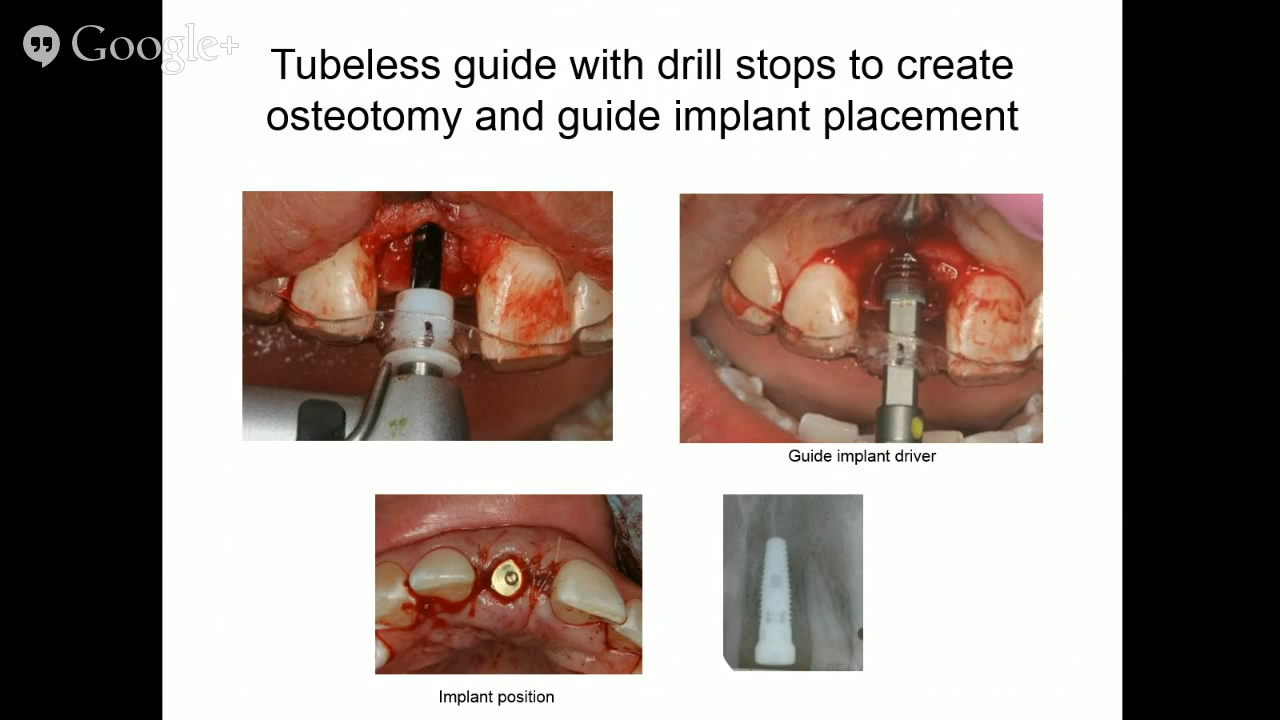 Google+
Tubeless guide with drill stops to create
osteotomy and guide implant placement
Guide implant driver
Implant position